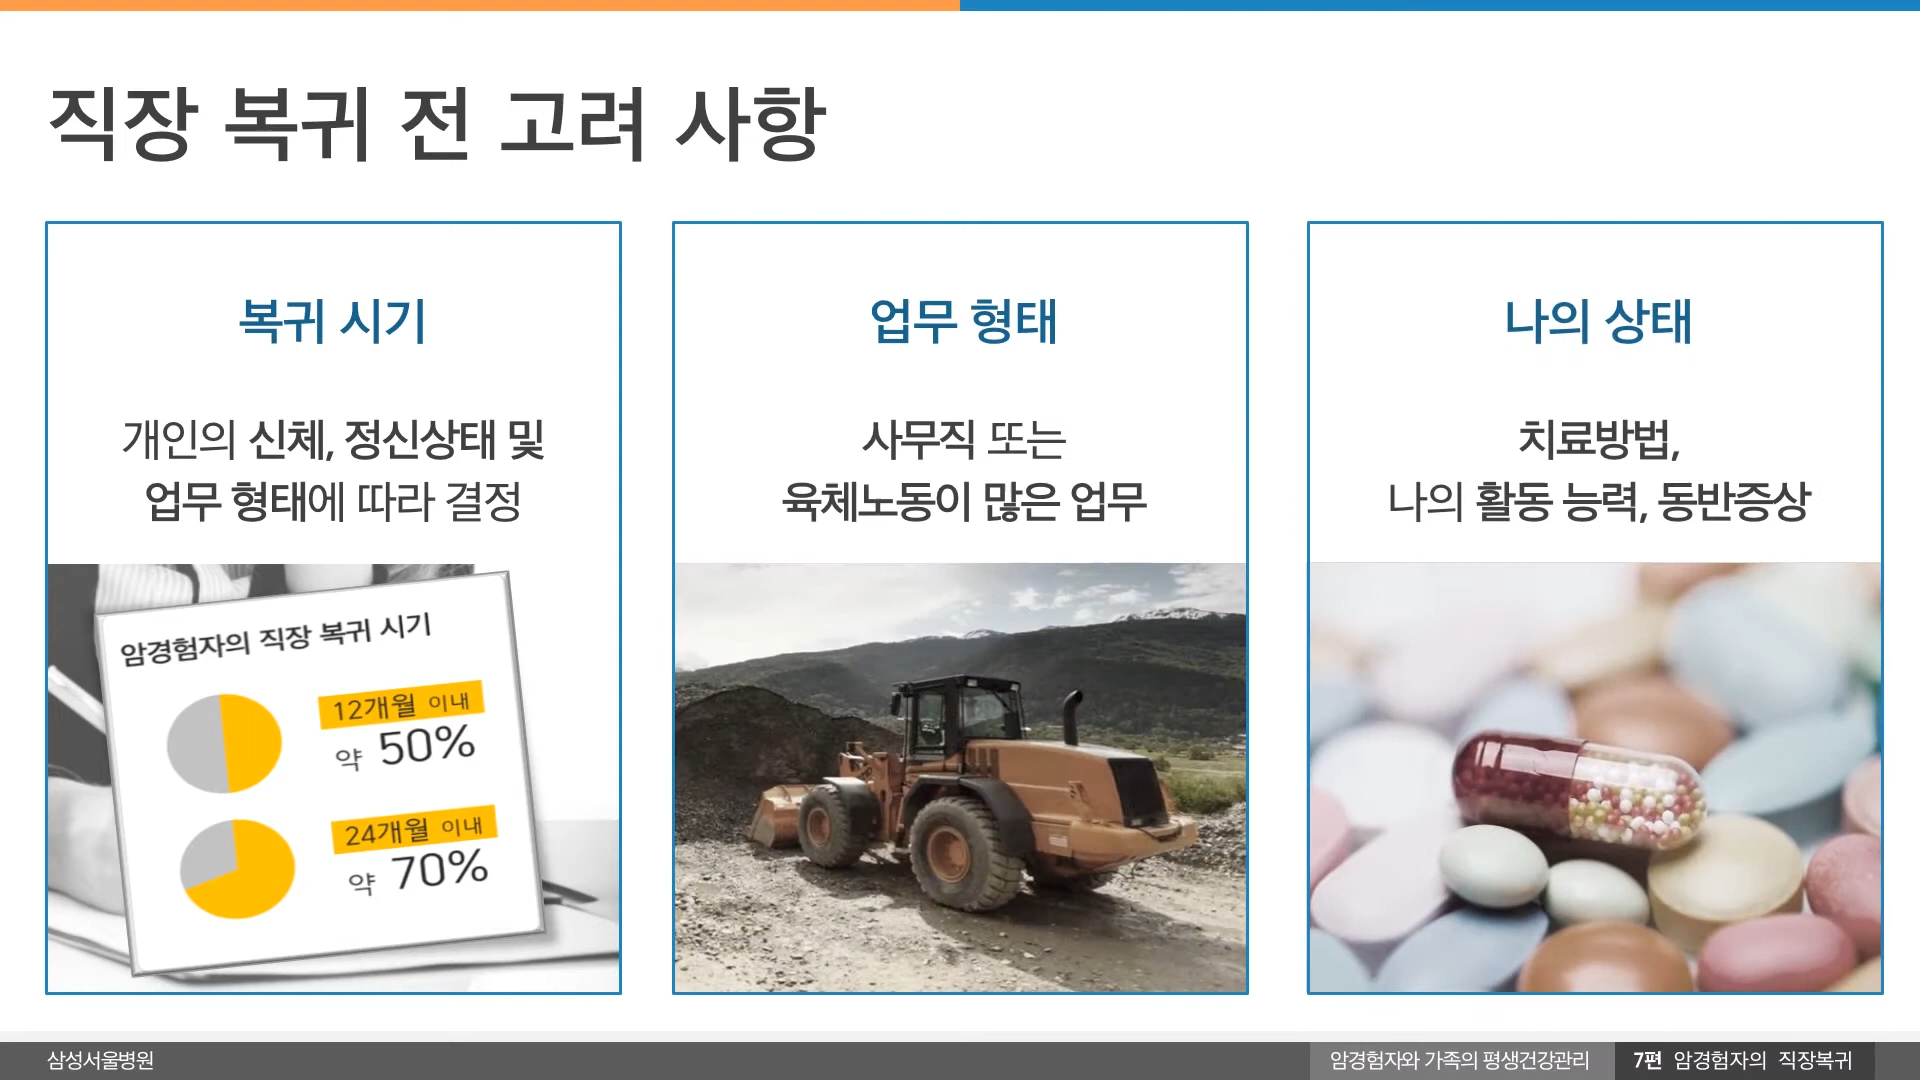 직장 복귀 전 고려 사항
복귀 시기
개인의 신체, 정신상태 및
업무 형태에 따라 결정
암경험자의 직장 복귀 시기
12개월 이내
약 50%
24개월 이내
약 70%
업무 형태
사무직 또는
육체노동이 많은 업무
나의 상태
치료방법,
나의 활동 능력, 동반증상
삼성서울병원
암경험자와 가족의 평생건강관리
7편 암경험자의 직장복귀